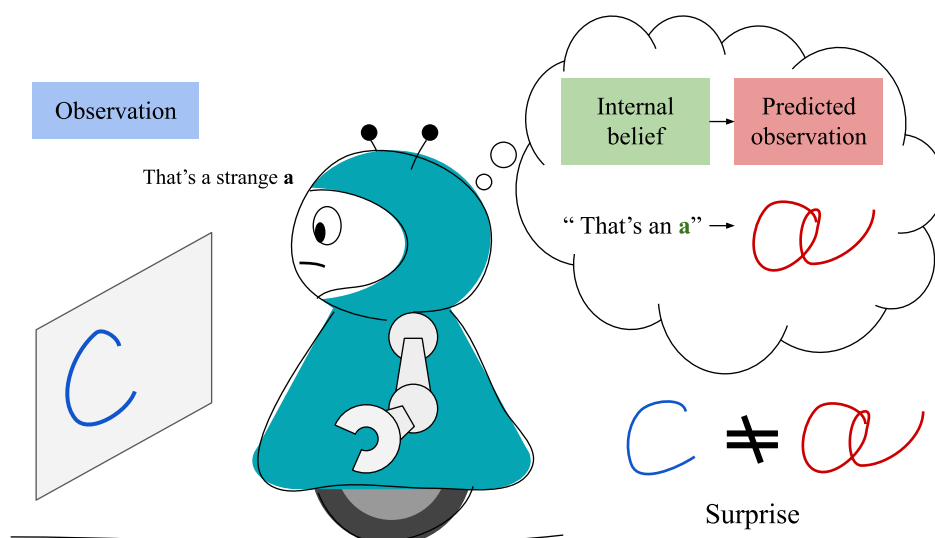 Observation
That's a strange a
C
Internal
belief
Predicted
observation
“ That's an a” → a
C ≠ a
Surprise